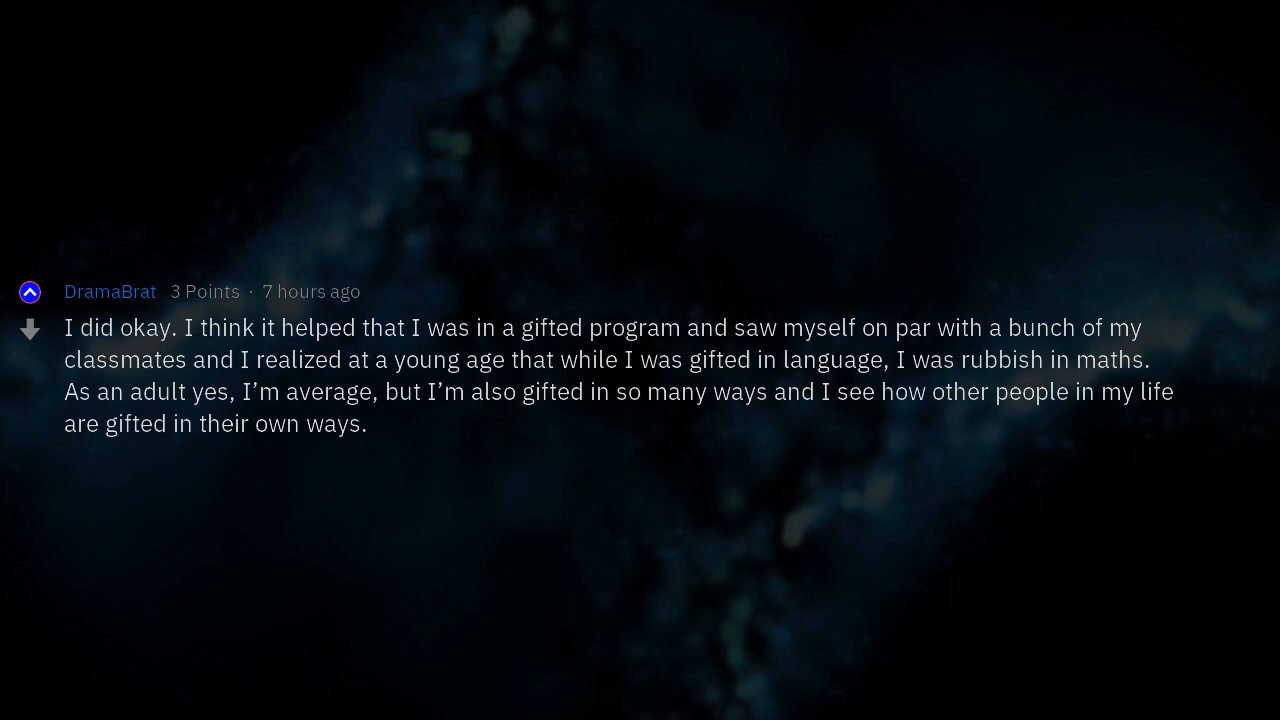 DramaBrat 3 Points · 7 hours ago
I did okay. I think it helped that I was in a gifted program and saw myself on par with a bunch of my
classmates and I realized at a young age that while I was gifted in language, I was rubbish in maths.
As an adult yes, I’m average, but I’m also gifted in so many ways and I see how other people in my life
are gifted in their own ways.